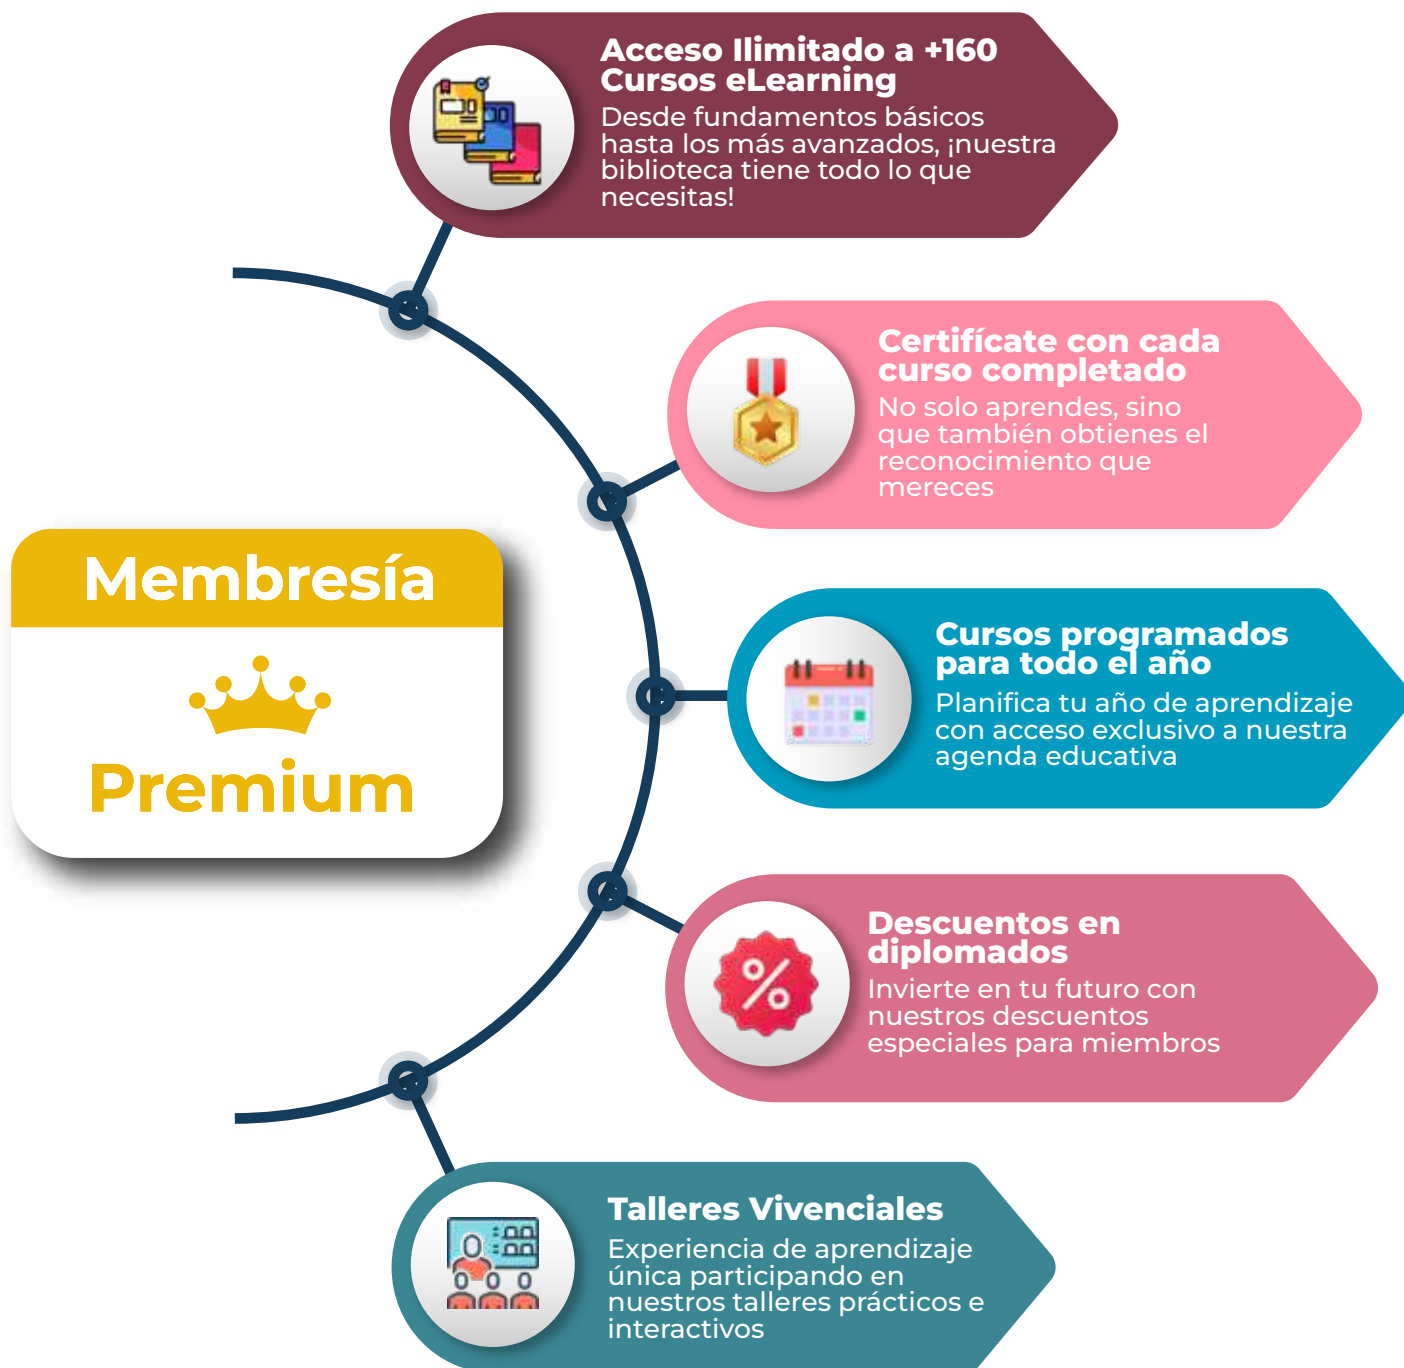 Acceso Ilimitado a +160
Cursos eLearning
Desde fundamentos básicos
hasta los más avanzados, ¡nuestra
biblioteca tiene todo lo que
necesitas!
Certifícate con cada
curso completado
No solo aprendes, sino
que también obtienes el
reconocimiento que
mereces
Membresía
Premium
Cursos programados
para todo el año
Planifica tu año de aprendizaje
con acceso exclusivo a nuestra
agenda educativa
Descuentos en
diplomados
Invierte en tu futuro con
nuestros descuentos
especiales para miembros
Talleres Vivenciales
Experiencia de aprendizaje
única participando en
nuestros talleres prácticos e
interactivos